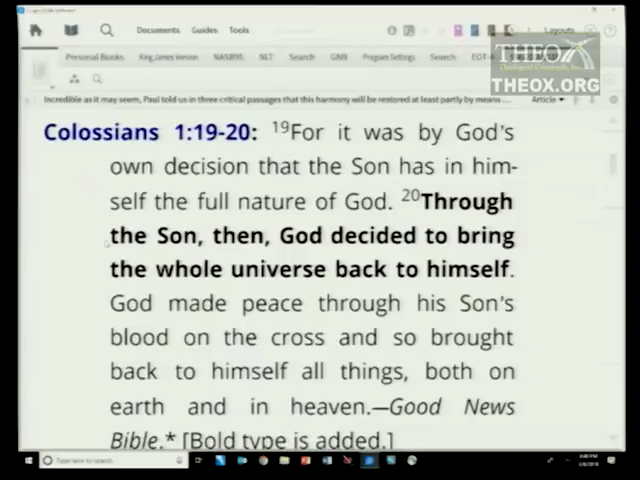 Documents Guides Tools Layouts
Personal Books King James Version NASB95 NLT Search GNB Program Settings Search
THEOX
THEOX.ORG
Incredible as it may seem, Paul told us in three critical passages that this harmony will be restored at least partly by means ... Article
Colossians 1:19-20: 19For it was by God's
own decision that the Son has in him-
self the full nature of God. 20Through
the Son, then, God decided to bring
the whole universe back to himself.
God made peace through his Son's
blood on the cross and so brought
back to himself all things, both on
earth and in heaven.—Good News
Bible.* [Bold type is added.]
Type here to search